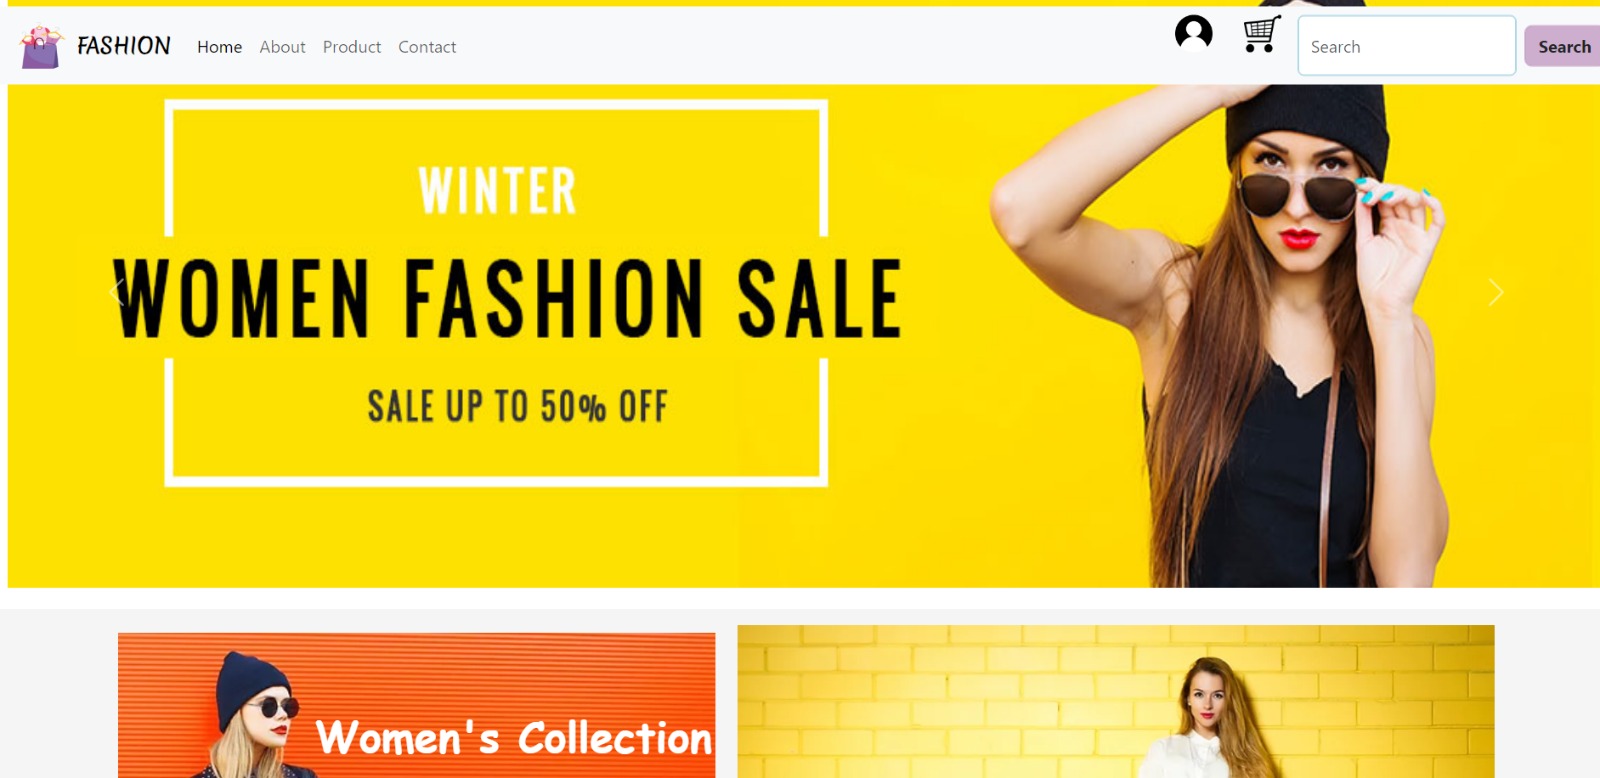 FASHION Home About Product Contact Search Search
WINTER
WOMEN FASHION SALE
SALE UP TO 50% OFF
Women's Collection